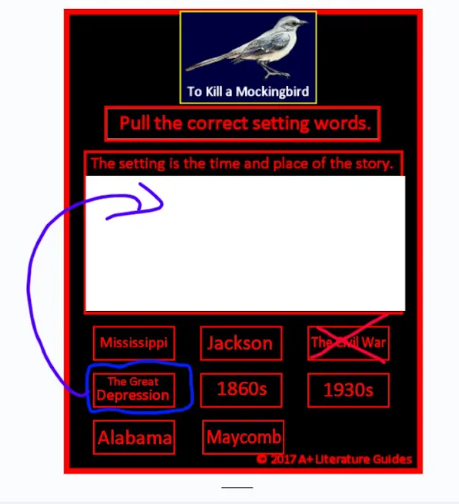 To Kill a Mockingbird
Pull the correct setting words.
The setting is the time and place of the story.
Mississippi
Jackson
The Civil War
The Great
Depression
1860s
1930s
Alabama
Maycomb
© 2017 A+ Literature Guides